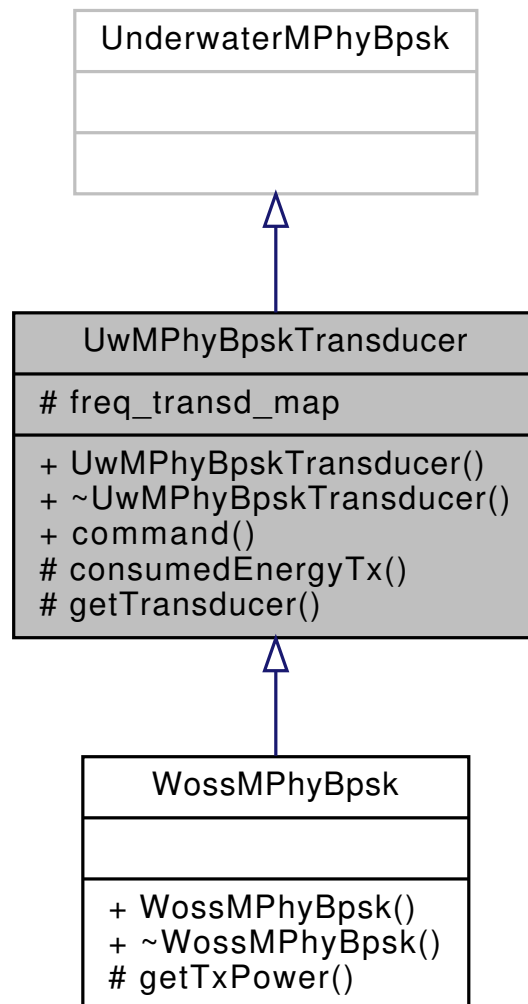 UnderwaterMPhyBpsk
UwMPhyBpskTransducer
# freq_transd_map
+ UwMPhyBpskTransducer()
+ ~UwMPhyBpskTransducer()
+ command()
# consumedEnergyTx()
# getTransducer()
WossMPhyBpsk
+ WossMPhyBpsk()
+ ~WossMPhyBpsk()
# getTxPower()